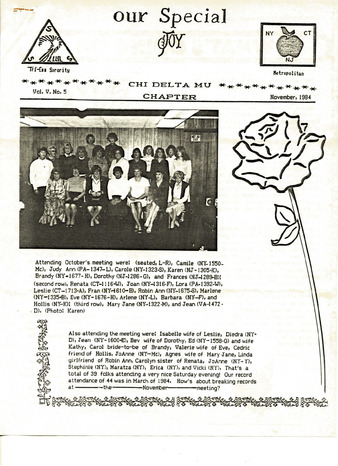 our Special
JOY
S
S
G
Tri-Ess Sorority
NY
CT
NJ
Metropolitan
CHI DELTA MU
CHAPTER
Vol. V, No. 5
November, 1984
Attending October's meeting were: (seated, L-R), Camile (NY-1550-
Mc), Judy Ann (PA-1347-L), Carole (NY-1323-S), Karen (NJ-1305-K),
Brandy (NY-1677-H), Dorothy (NJ-1286-G), and Frances (NJ-1289-B)
(second row), Renata (CT-1116-W), Joan (NY-4316-F), Lora (PA-1392-W),
Leslie (CT-1713-A), Fran (NY-1610-B), Robin Ann (NY-1675-E), Marlene
(NY-1335-B), Eve (NY-1676-H), Arlene (NY-L), Barbara (NY-F), and
Hollis (NY-K) (third row), Mary Jane (NY-1322-M), and Jean (VA-1472-
D). (Photo: Karen)
Also attending the meeting were: Isabelle wife of Leslie, Diedra (NY-
D), Jean (NY-1600-E), Bev wife of Dorothy, Ed (NY-1558-G) and wife
Kathy, Carol bride of Brandy, Valerie wife of Eve, Cedric
friend of Hollis, JoAnne (NY-Mc), Agnes wife of Mary Jane, Linda
girlfriend of Robin Ann, Carolyn sister of Renata, JoAnne (NY-T),
Stephinie (NY), Maratza (NY), Erica (NY), and Vicki (NY). That's a
total of 39 folks attending a very nice Saturday evening! Our record
attendance of 44 was in March of 1984. How's about breaking records
at the November meeting?